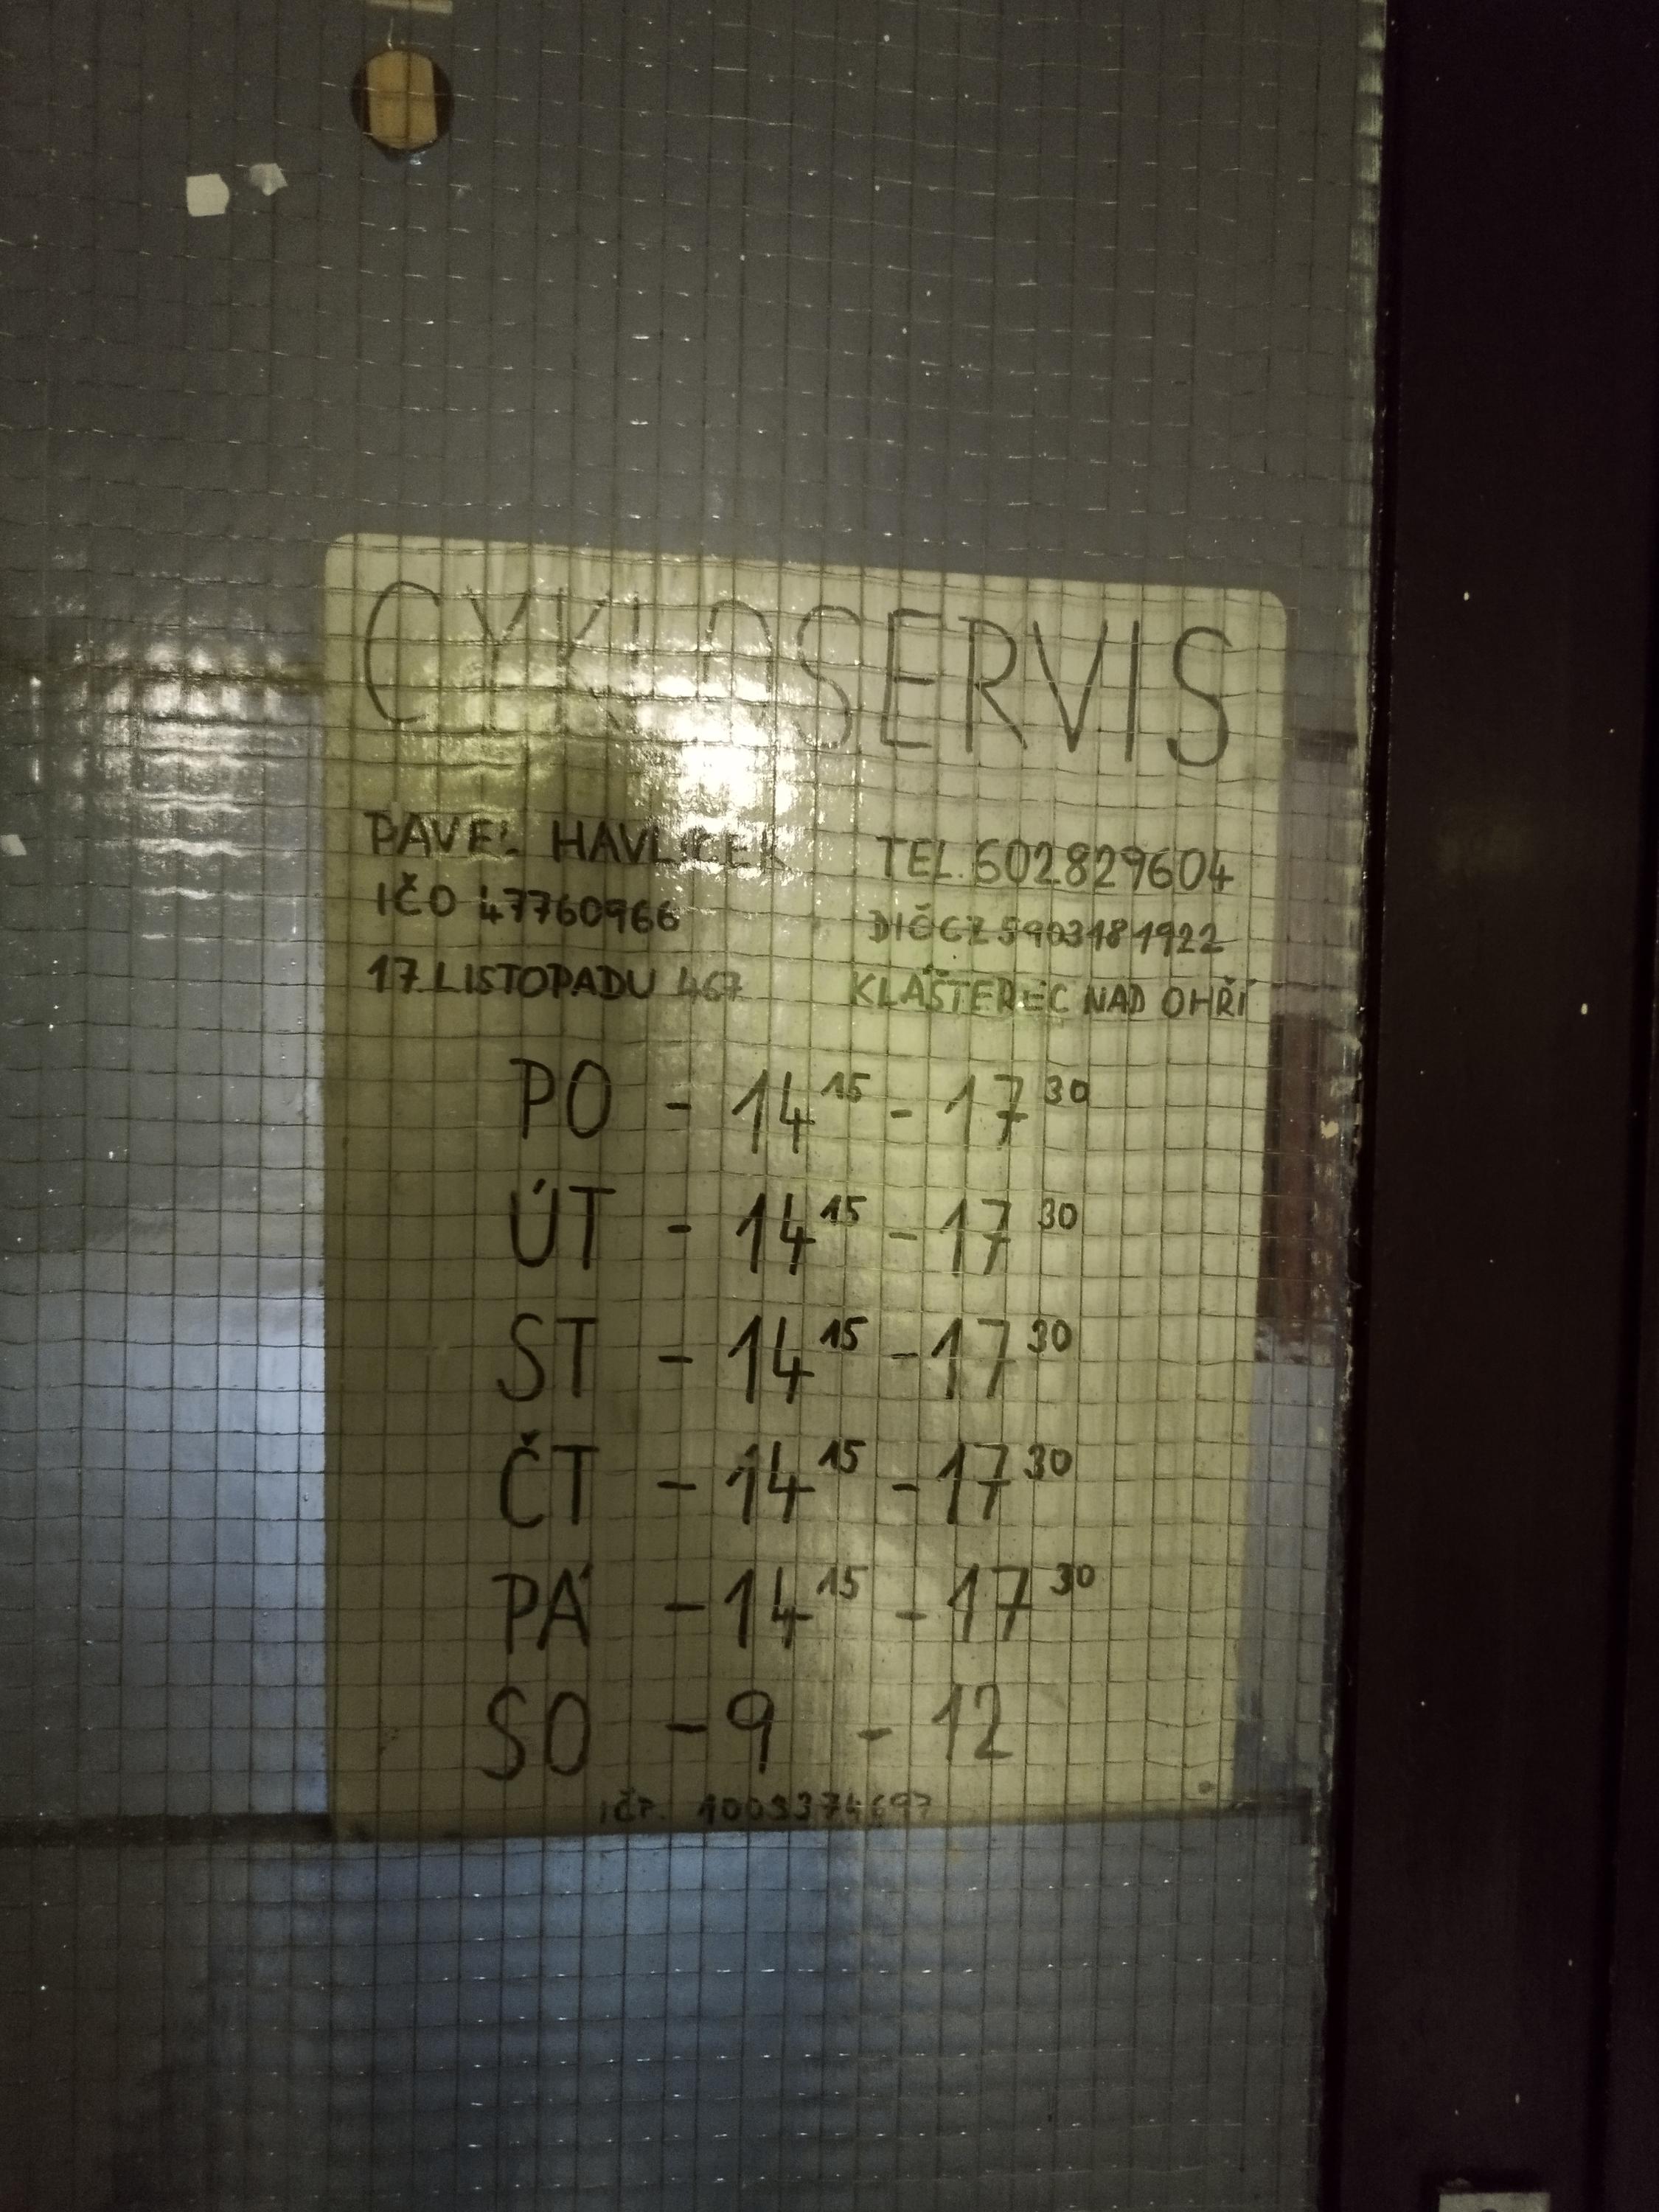 CYKLOSERVIS
PAVEL HAVLÍČEK TEL. 602829604
IČO 47760966 DIČ CZ 5903181922
17. LISTOPADU 467 KLÁŠTEREC NAD OHŘÍ
PO - 14 15 - 17 30
ÚT - 14 15 - 17 30
ST - 14 15 - 17 30
ČT - 14 15 - 17 30
PÁ - 14 15 - 17 30
SO - 9 - 12
IČP.